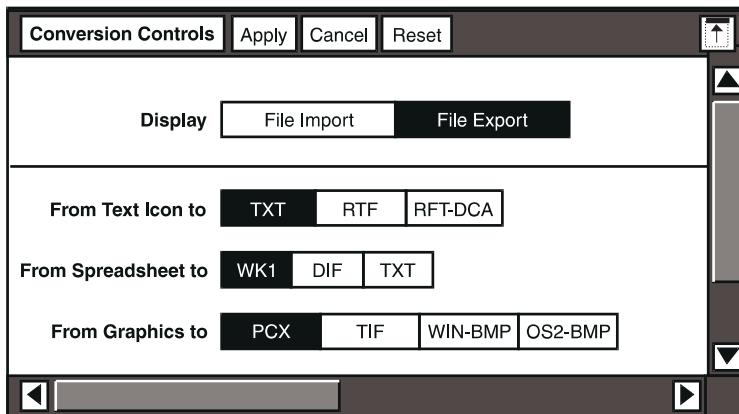 Conversion Controls Apply Cancel Reset
Display File Import File Export
From Text Icon to TXT RTF RFT-DCA
From Spreadsheet to WK1 DIF TXT
From Graphics to PCX TIF WIN-BMP OS2-BMP